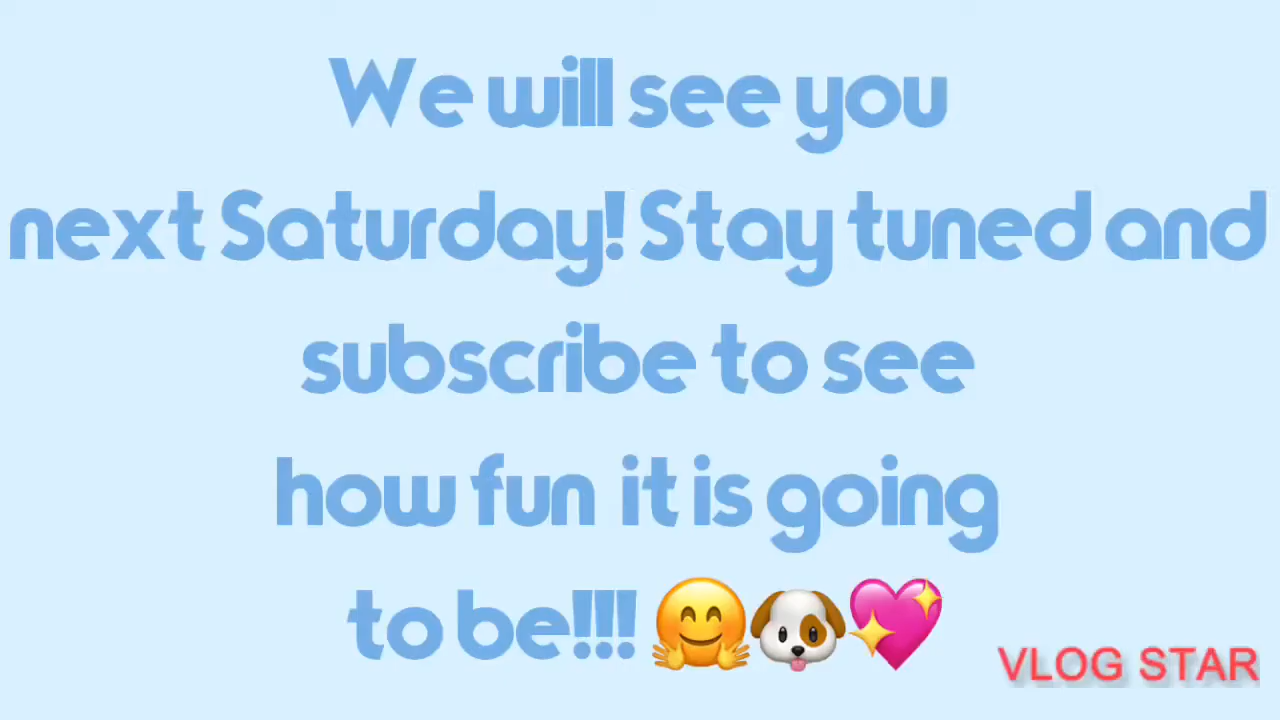 We will see you
next Saturday! Stay tuned and
subscribe to see
how fun it is going
to be!!! 🤗🐶💖
VLOG STAR